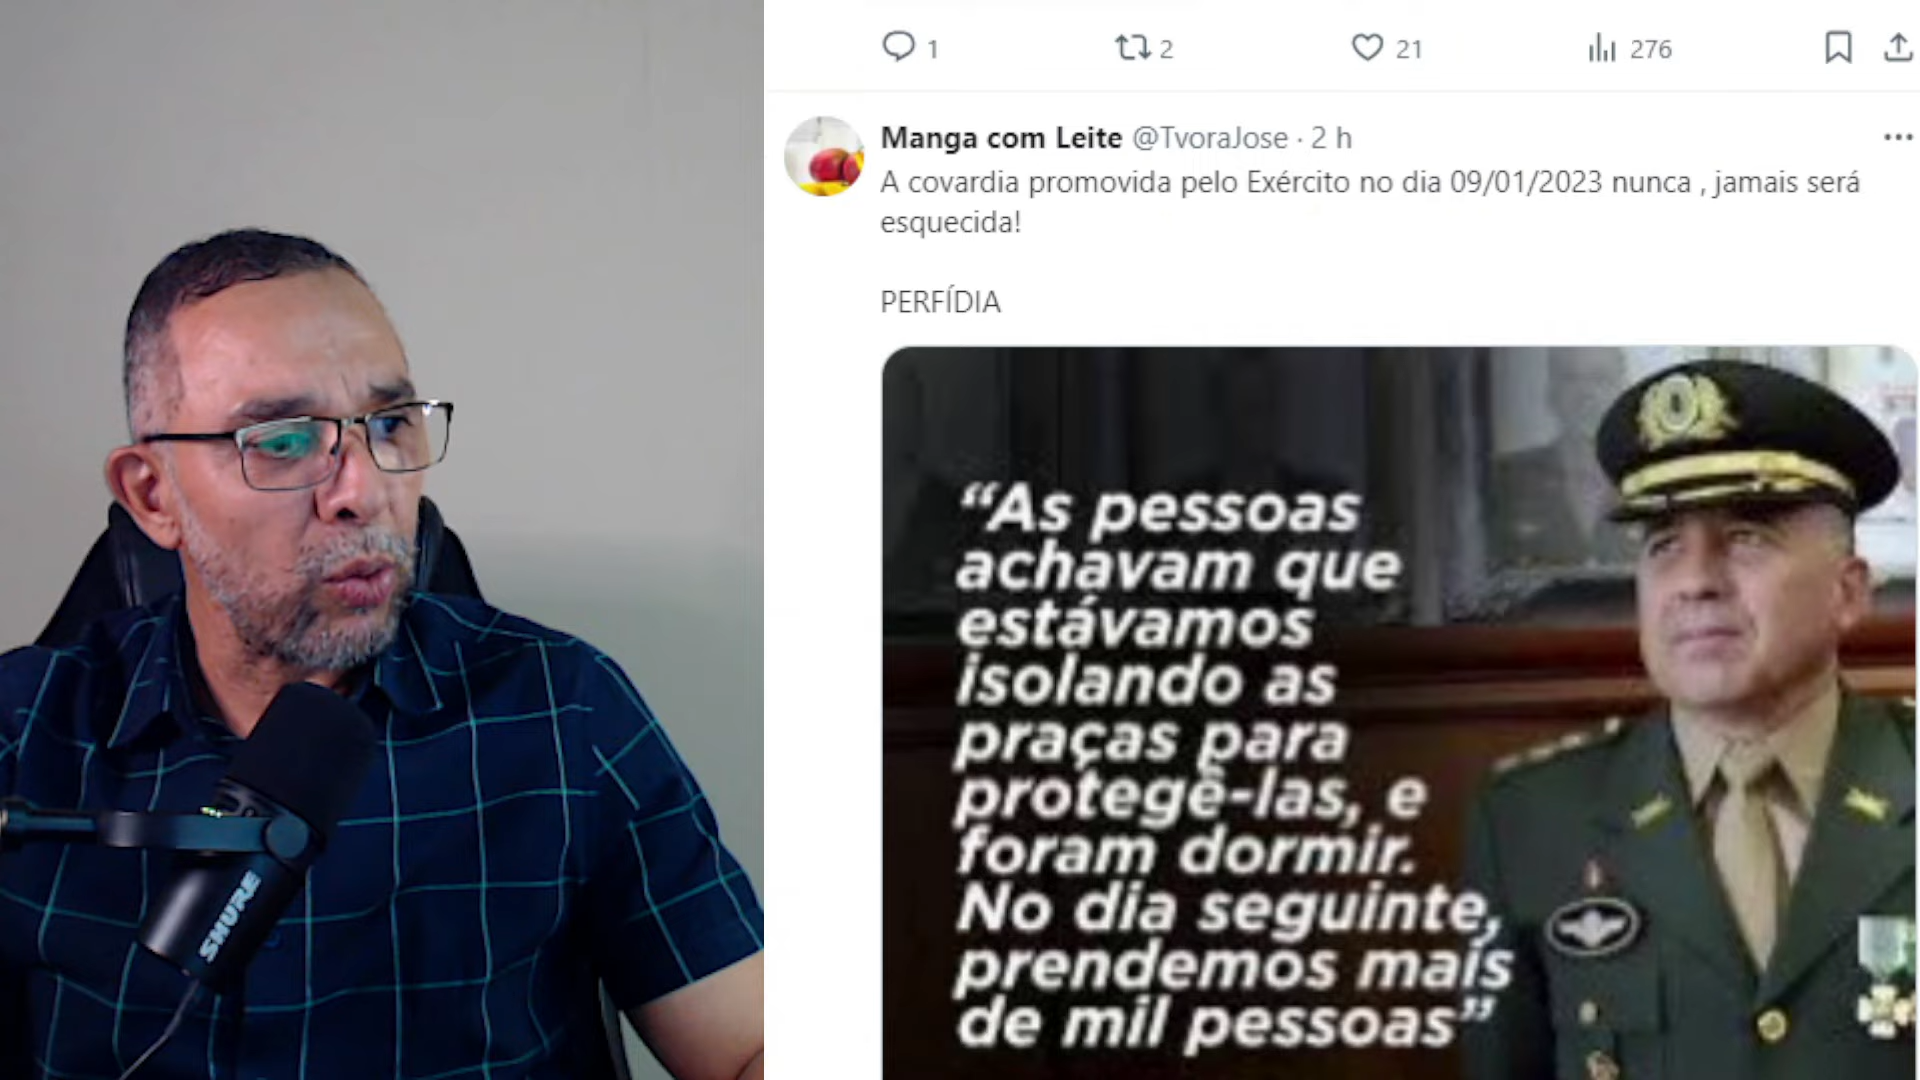 1 2 21 276
Manga com Leite @TvoraJose · 2 h
A covardia promovida pelo Exército no dia 09/01/2023 nunca , jamais será
esquecida!
PERFÍDIA
“As pessoas
achavam que
estávamos
isolando as
praças para
protegê-las, e
foram dormir.
No dia seguinte,
prendemos mais
de mil pessoas”
SHURE